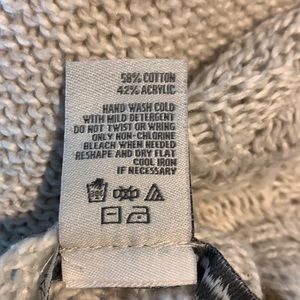 58% COTTON
42% ACRYLIC
HAND WASH COLD
WITH MILD DETERGENT
DO NOT TWIST OR WRING
ONLY NON-CHLORINE
BLEACH WHEN NEEDED
RESHAPE AND DRY FLAT
COOL IRON
IF NECESSARY